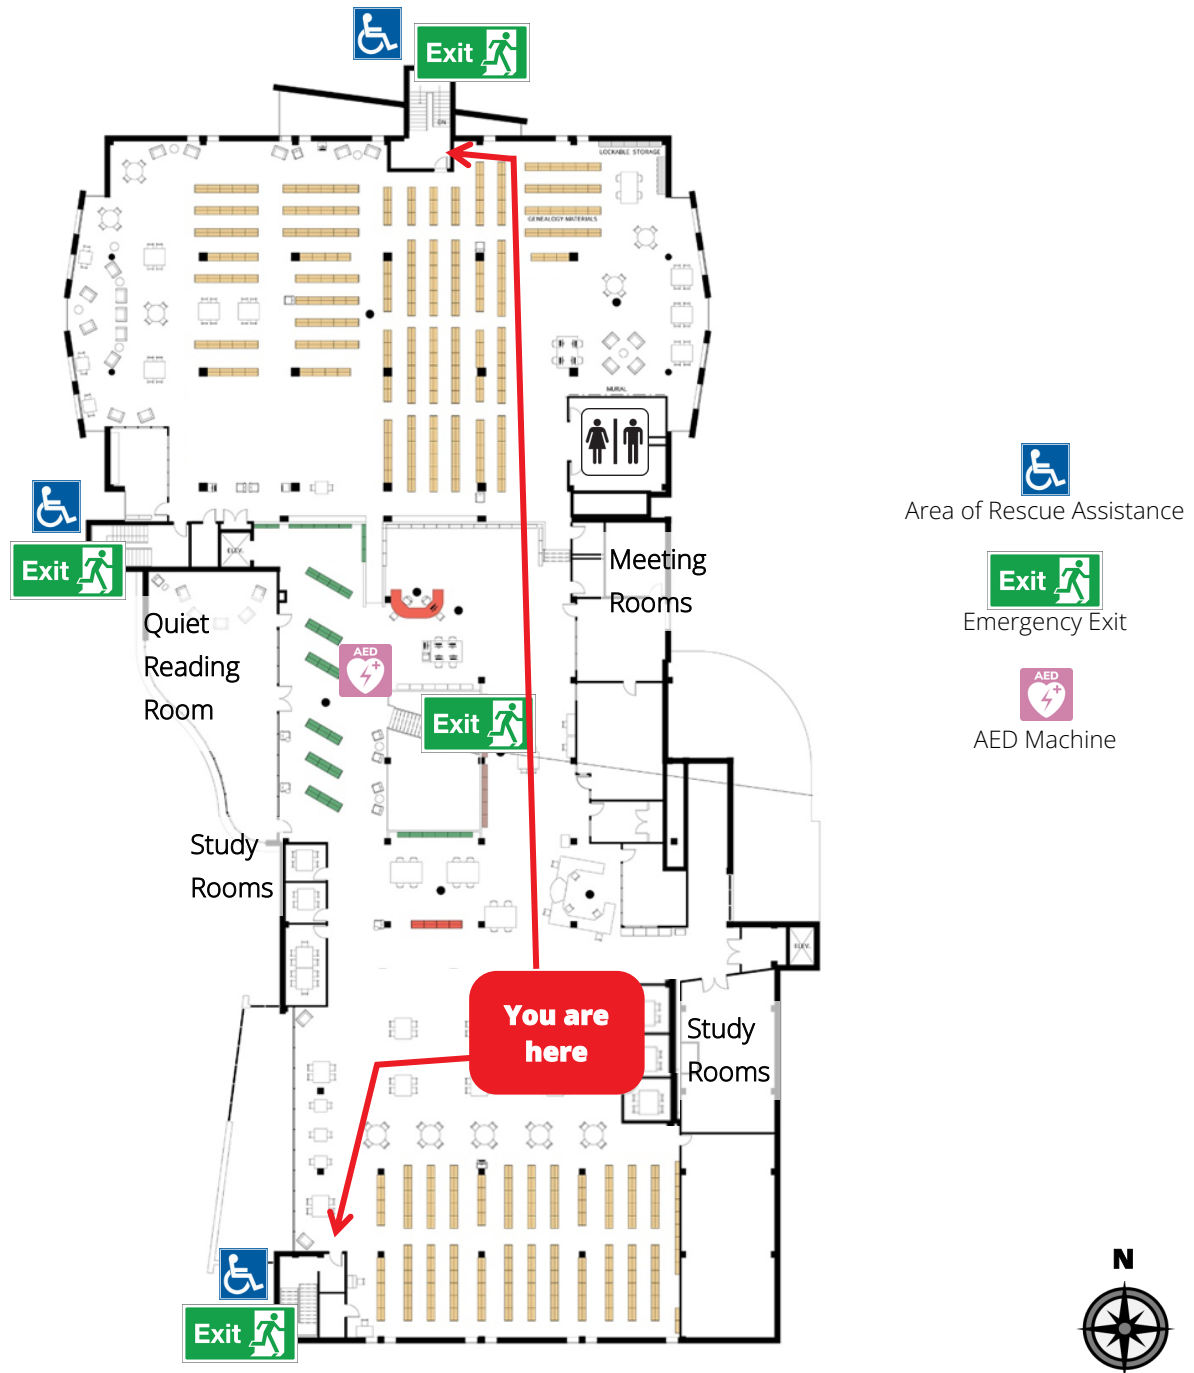 Exit
DN
LOCKABLE STORAGE
GENEALOGY MATERIALS
MURAL
Area of Rescue Assistance
Exit
ELEV.
Meeting
Rooms
Exit
Emergency Exit
Quiet
Reading
Room
AED
AED
AED Machine
Exit
Study
Rooms
ELEV.
You are
here
Study
Rooms
N
Exit